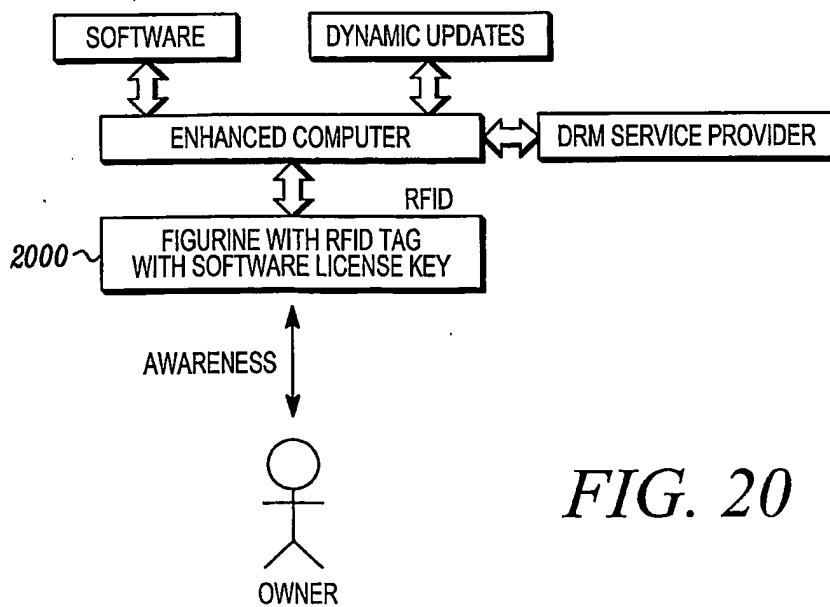 SOFTWARE
DYNAMIC UPDATES
ENHANCED COMPUTER
DRM SERVICE PROVIDER
RFID
2000
FIGURINE WITH RFID TAG
WITH SOFTWARE LICENSE KEY
AWARENESS
FIG. 20
OWNER